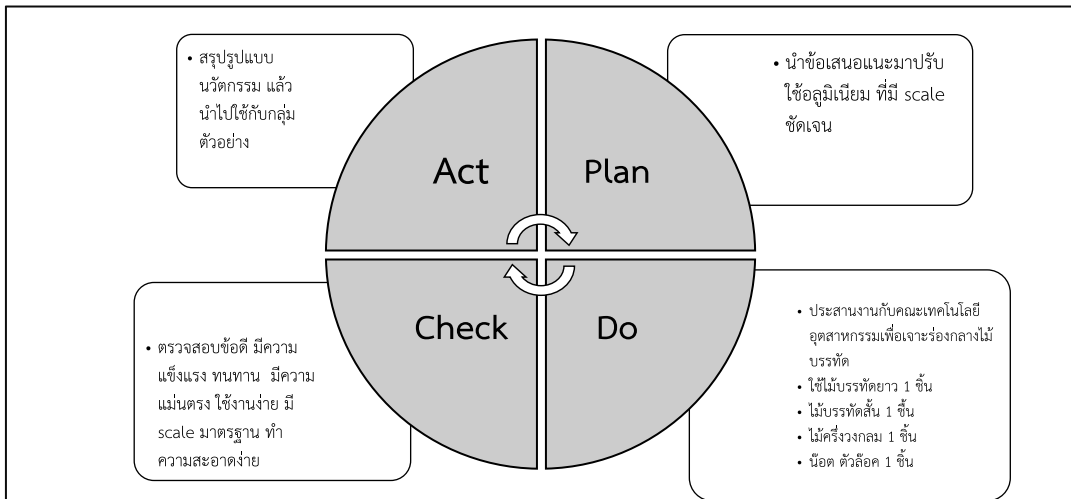 • สรุปรูปแบบ
นวัตกรรม แล้ว
นำไปใช้กับกลุ่ม
ตัวอย่าง
Act
Plan
• นำข้อเสนอแนะมาปรับ
ใช้อลูมิเนียม ที่มี scale
ชัดเจน
Check
• ตรวจสอบข้อดี มีความ
แข็งแรง ทนทาน มีความ
แม่นตรง ใช้งานง่าย มี
scale มาตรฐาน ทำ
ความสะอาดง่าย
Do
• ประสานงานกับคณะเทคโนโลยี
อุตสาหกรรมเพื่อเจาะร่องกลางไม้
บรรทัด
• ใช้ไม้บรรทัดยาว 1 ชิ้น
• ไม้บรรทัดสั้น 1 ชื้น
• ไม้ครึ่งวงกลม 1 ชิ้น
• น๊อต ตัวล๊อค 1 ชิ้น